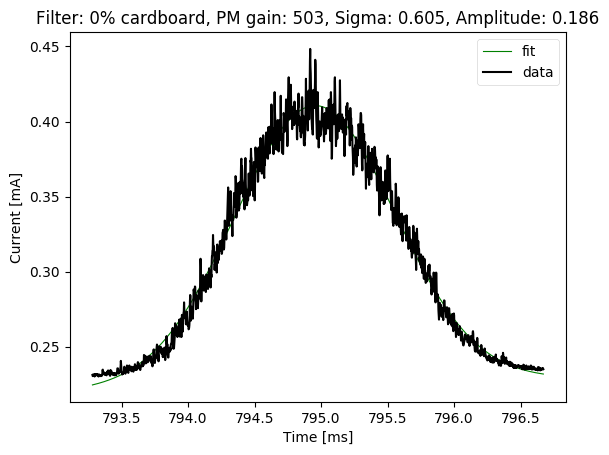 Filter: 0% cardboard, PM gain: 503, Sigma: 0.605, Amplitude: 0.186
fit
data
0.45
0.40
0.35
0.30
0.25
Current [mA]
793.5 794.0 794.5 795.0 795.5 796.0 796.5
Time [ms]